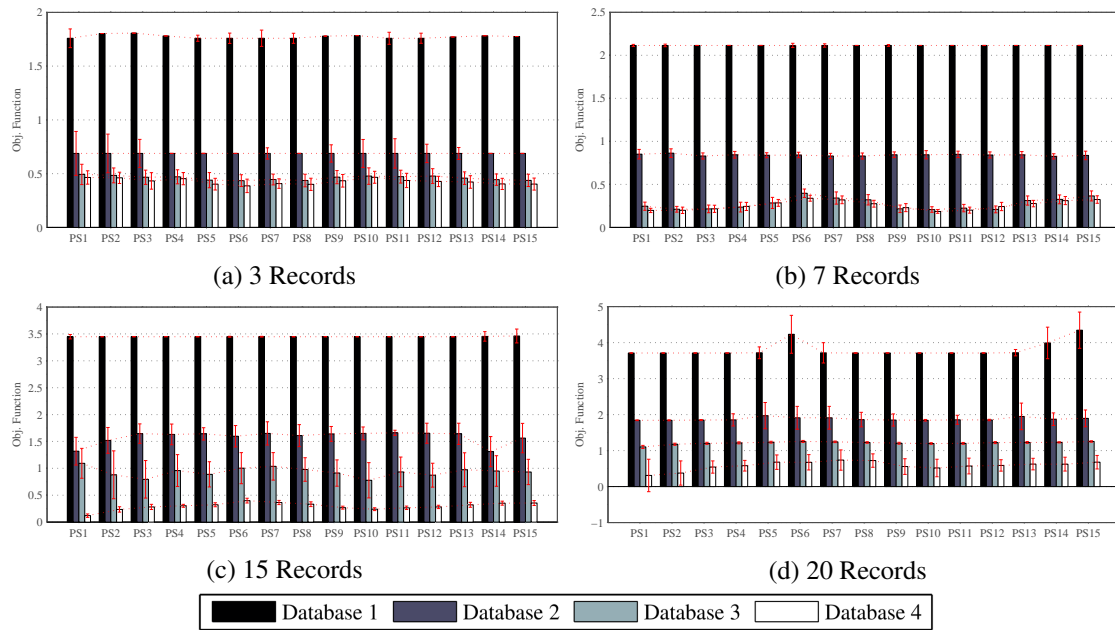 2
1.5
1
0.5
0
Obj. Function
PS1 PS2 PS3 PS4 PS5 PS6 PS7 PS8 PS9 PS10 PS11 PS12 PS13 PS14 PS15
(a) 3 Records
2.5
2
1.5
1
0.5
0
Obj. Function
PS1 PS2 PS3 PS4 PS5 PS6 PS7 PS8 PS9 PS10 PS11 PS12 PS13 PS14 PS15
(b) 7 Records
4
3.5
3
2.5
2
1.5
1
0.5
0
Obj. Function
PS1 PS2 PS3 PS4 PS5 PS6 PS7 PS8 PS9 PS10 PS11 PS12 PS13 PS14 PS15
(c) 15 Records
5
4
3
2
1
0
−1
Obj. Function
PS1 PS2 PS3 PS4 PS5 PS6 PS7 PS8 PS9 PS10 PS11 PS12 PS13 PS14 PS15
(d) 20 Records
Database 1 Database 2 Database 3 Database 4